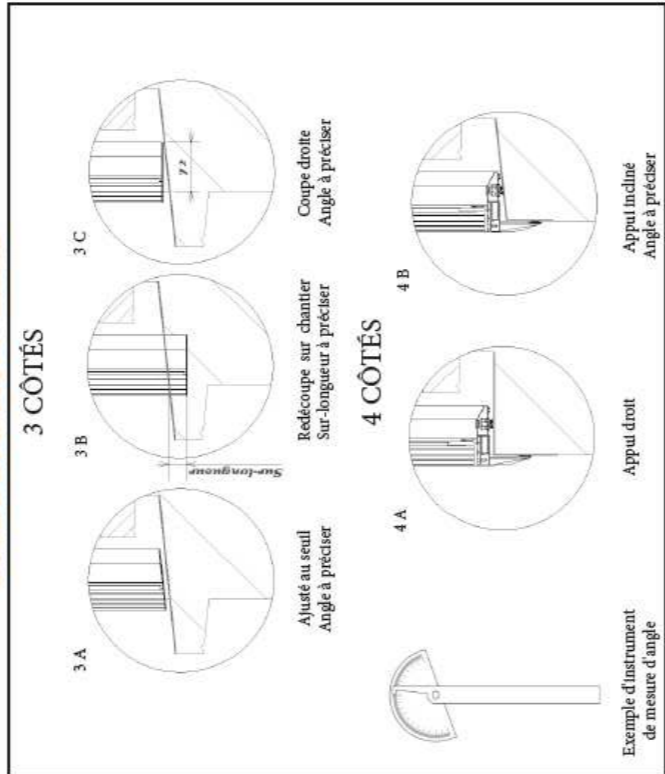 3 CÔTÉS
3 A
Ajusté au seuil
Angle à préciser
3 B
Sur-longueur
Redécoupe sur chantier
Sur-longueur à préciser
3 C
72
Coupe droite
Angle à préciser
4 CÔTÉS
Exemple d'instrument
de mesure d'angle
4 A
Appui droit
4 B
Appui incliné
Angle à préciser